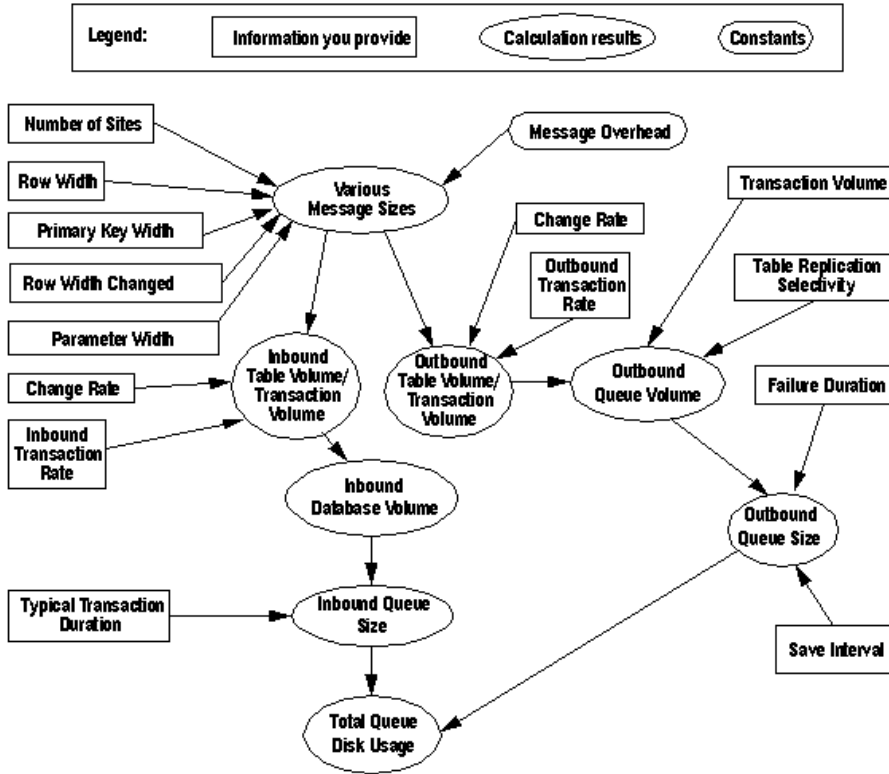 Legend:
Information you provide
Calculation results
Constants
Number of Sites
Message Overhead
Row Width
Various
Message Sizes
Transaction Volume
Primary Key Width
Change Rate
Row Width Changed
Outbound
Transaction
Rate
Table Replication
Selectivity
Parameter Width
Inbound
Table Volume/
Transaction
Volume
Outbound
Table Volume/
Transaction
Volume
Outbound
Queue Volume
Change Rate
Failure Duration
Inbound
Transaction
Rate
Inbound
Database Volume
Outbound
Queue Size
Typical Transaction
Duration
Inbound Queue
Size
Save Interval
Total Queue
Disk Usage